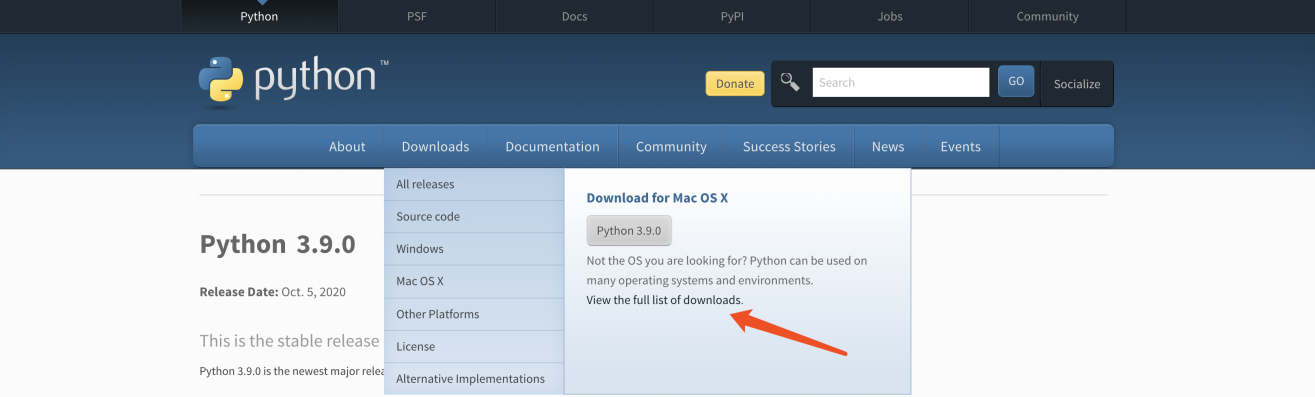 Python PSF Docs PyPI Jobs Community
python™
Donate Search GO Socialize
About Downloads Documentation Community Success Stories News Events
All releases
Source code
Windows
Mac OS X
Other Platforms
License
Alternative Implementations
Download for Mac OS X
Python 3.9.0
Not the OS you are looking for? Python can be used on
many operating systems and environments.
View the full list of downloads.
Python 3.9.0
Release Date: Oct. 5, 2020
This is the stable release
Python 3.9.0 is the newest major